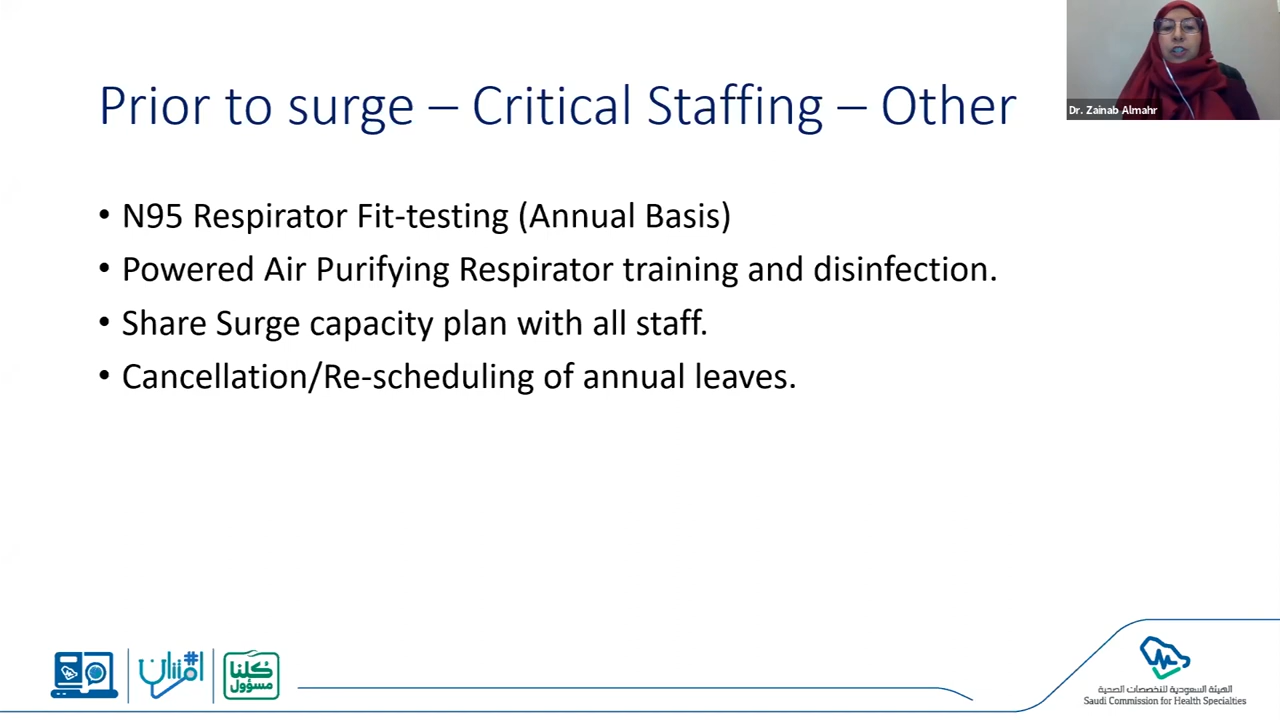 Prior to surge – Critical Staffing – Other
Dr. Zainab Almahr
• N95 Respirator Fit-testing (Annual Basis)
• Powered Air Purifying Respirator training and disinfection.
• Share Surge capacity plan with all staff.
• Cancellation/Re-scheduling of annual leaves.
#امتنان
كلنا
مسؤول
الهيئة السعودية للتخصصات الصحية
Saudi Commission for Health Specialties